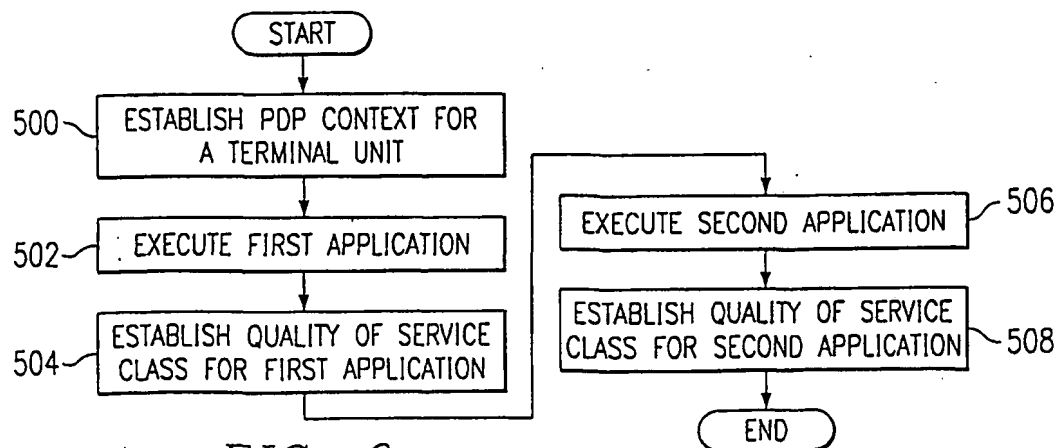 START
500
ESTABLISH PDP CONTEXT FOR
A TERMINAL UNIT
502
EXECUTE FIRST APPLICATION
504
ESTABLISH QUALITY OF SERVICE
CLASS FOR FIRST APPLICATION
506
EXECUTE SECOND APPLICATION
508
ESTABLISH QUALITY OF SERVICE
CLASS FOR SECOND APPLICATION
END